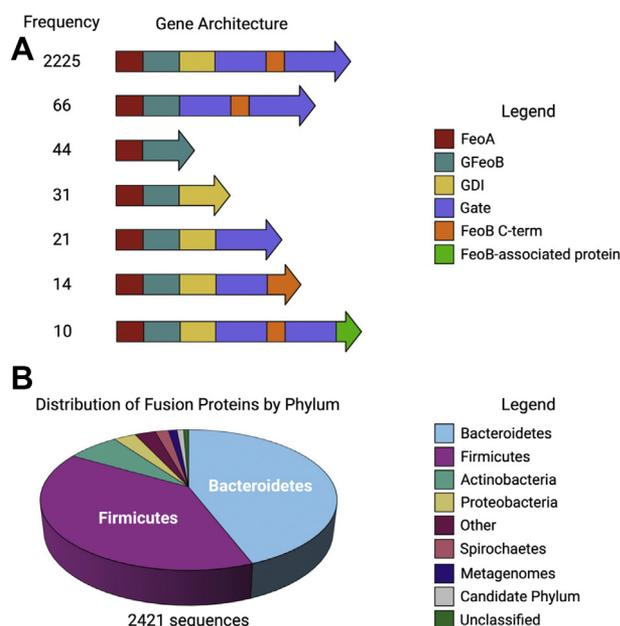 Frequency
Gene Architecture
A
2225
66
44
31
21
14
10
Legend
FeoA
GFeoB
GDI
Gate
FeoB C-term
FeoB-associated protein
B
Distribution of Fusion Proteins by Phylum
Bacteroidetes
Firmicutes
2421 sequences
Legend
Bacteroidetes
Firmicutes
Actinobacteria
Proteobacteria
Other
Spirochaetes
Metagenomes
Candidate Phylum
Unclassified